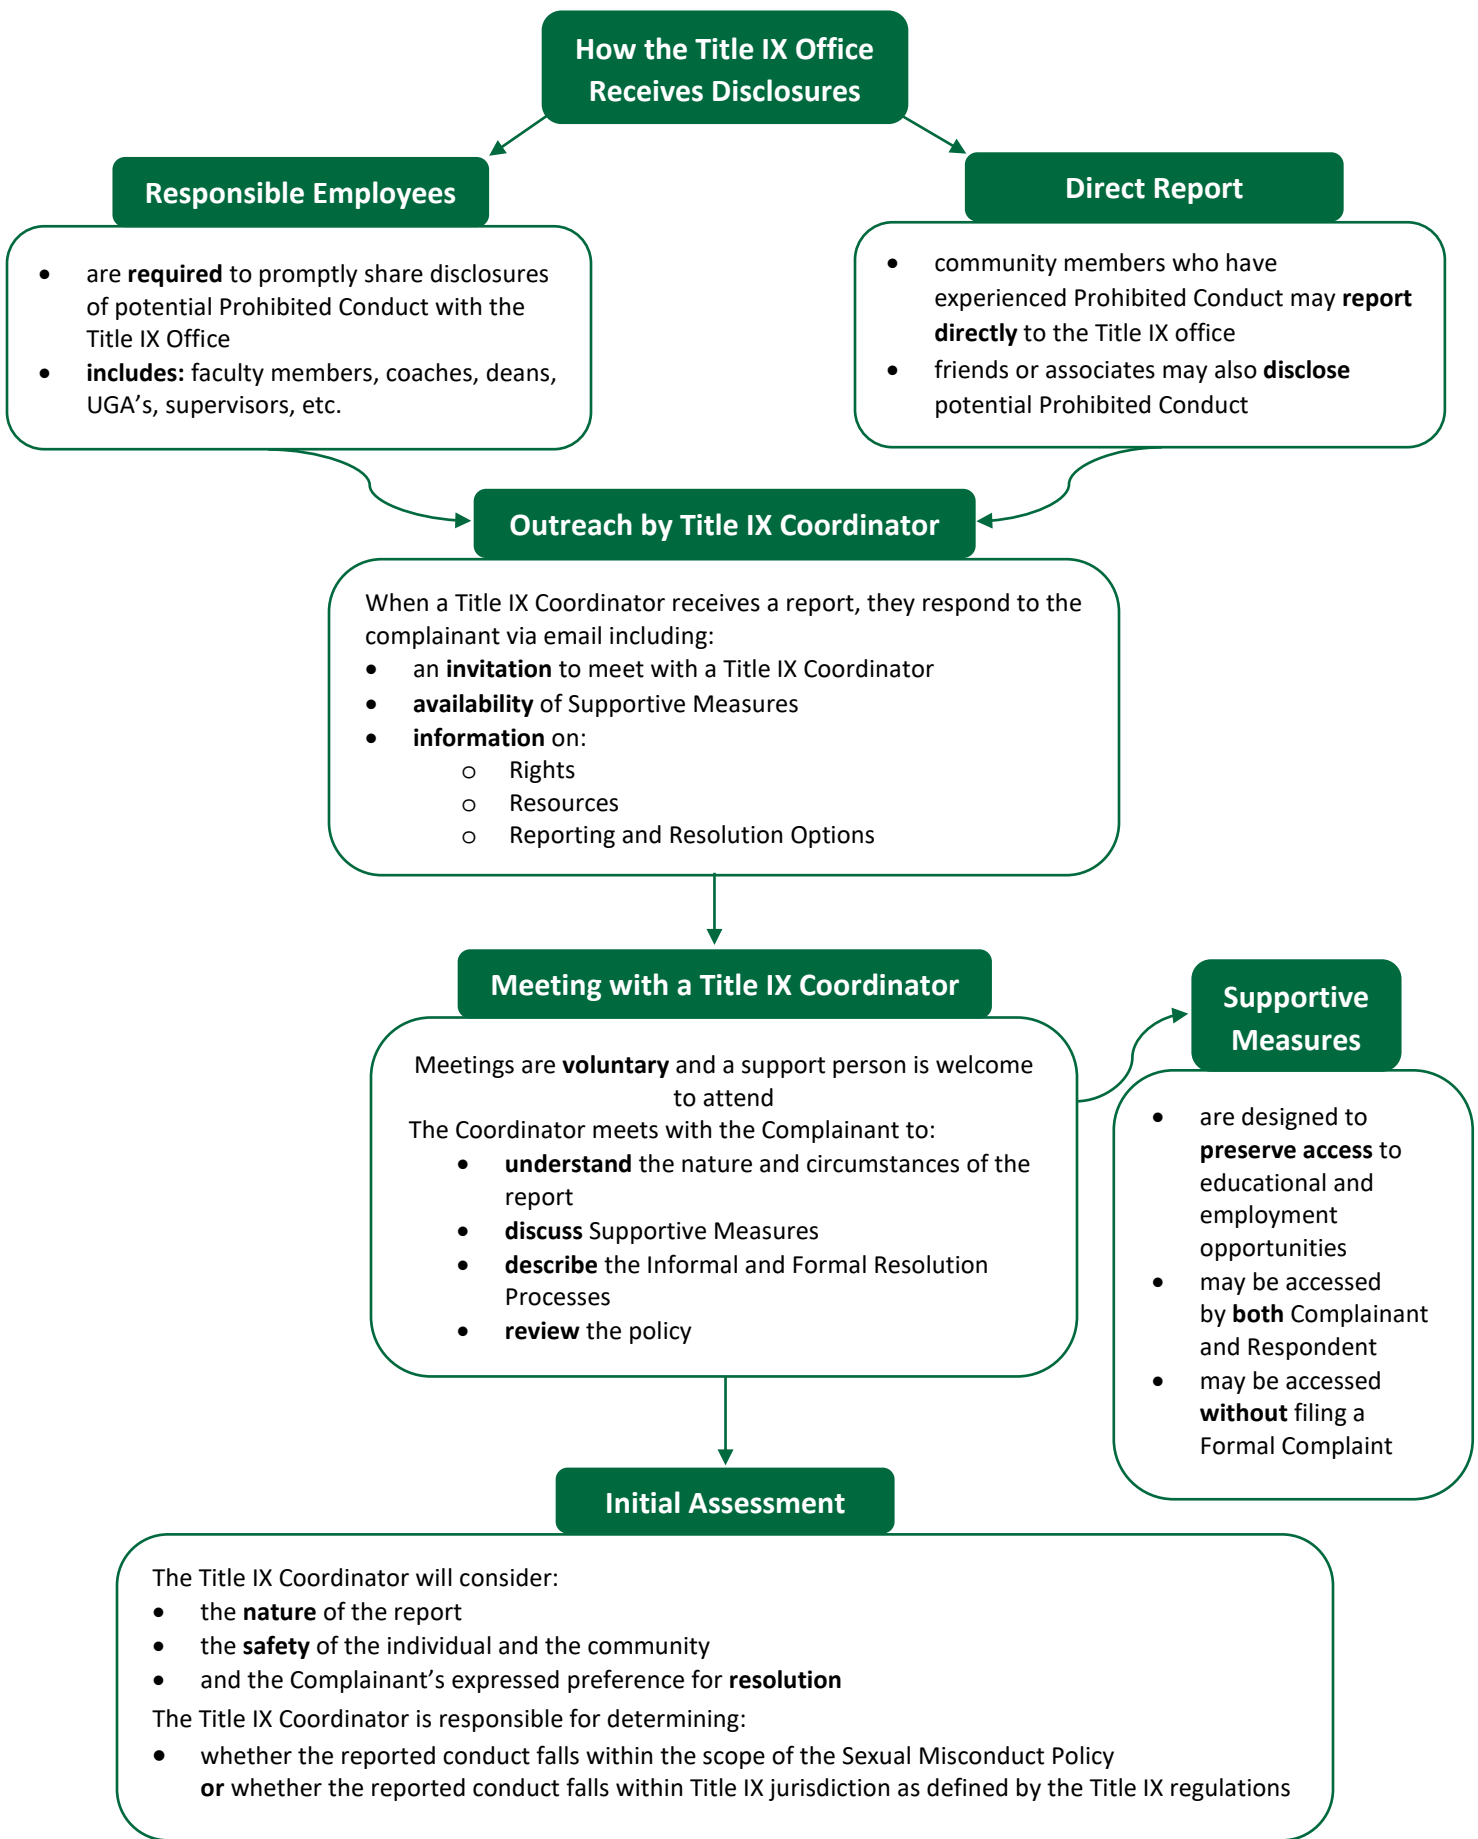 How the Title IX Office
Receives Disclosures
Responsible Employees
• are required to promptly share disclosures
of potential Prohibited Conduct with the
Title IX Office
• includes: faculty members, coaches, deans,
UGA’s, supervisors, etc.
Direct Report
• community members who have
experienced Prohibited Conduct may report
directly to the Title IX office
• friends or associates may also disclose
potential Prohibited Conduct
Outreach by Title IX Coordinator
When a Title IX Coordinator receives a report, they respond to the
complainant via email including:
• an invitation to meet with a Title IX Coordinator
• availability of Supportive Measures
• information on:
o Rights
o Resources
o Reporting and Resolution Options
Meeting with a Title IX Coordinator
Meetings are voluntary and a support person is welcome
to attend
The Coordinator meets with the Complainant to:
• understand the nature and circumstances of the
report
• discuss Supportive Measures
• describe the Informal and Formal Resolution
Processes
• review the policy
Supportive
Measures
• are designed to
preserve access to
educational and
employment
opportunities
• may be accessed
by both Complainant
and Respondent
• may be accessed
without filing a
Formal Complaint
Initial Assessment
The Title IX Coordinator will consider:
• the nature of the report
• the safety of the individual and the community
• and the Complainant’s expressed preference for resolution
The Title IX Coordinator is responsible for determining:
• whether the reported conduct falls within the scope of the Sexual Misconduct Policy
or whether the reported conduct falls within Title IX jurisdiction as defined by the Title IX regulations